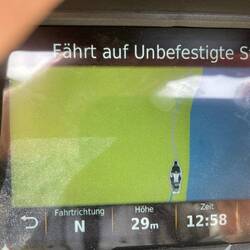 Fährt auf Unbefestigte
Fahrtrichtung Höhe Zeit
N 29m 12:58